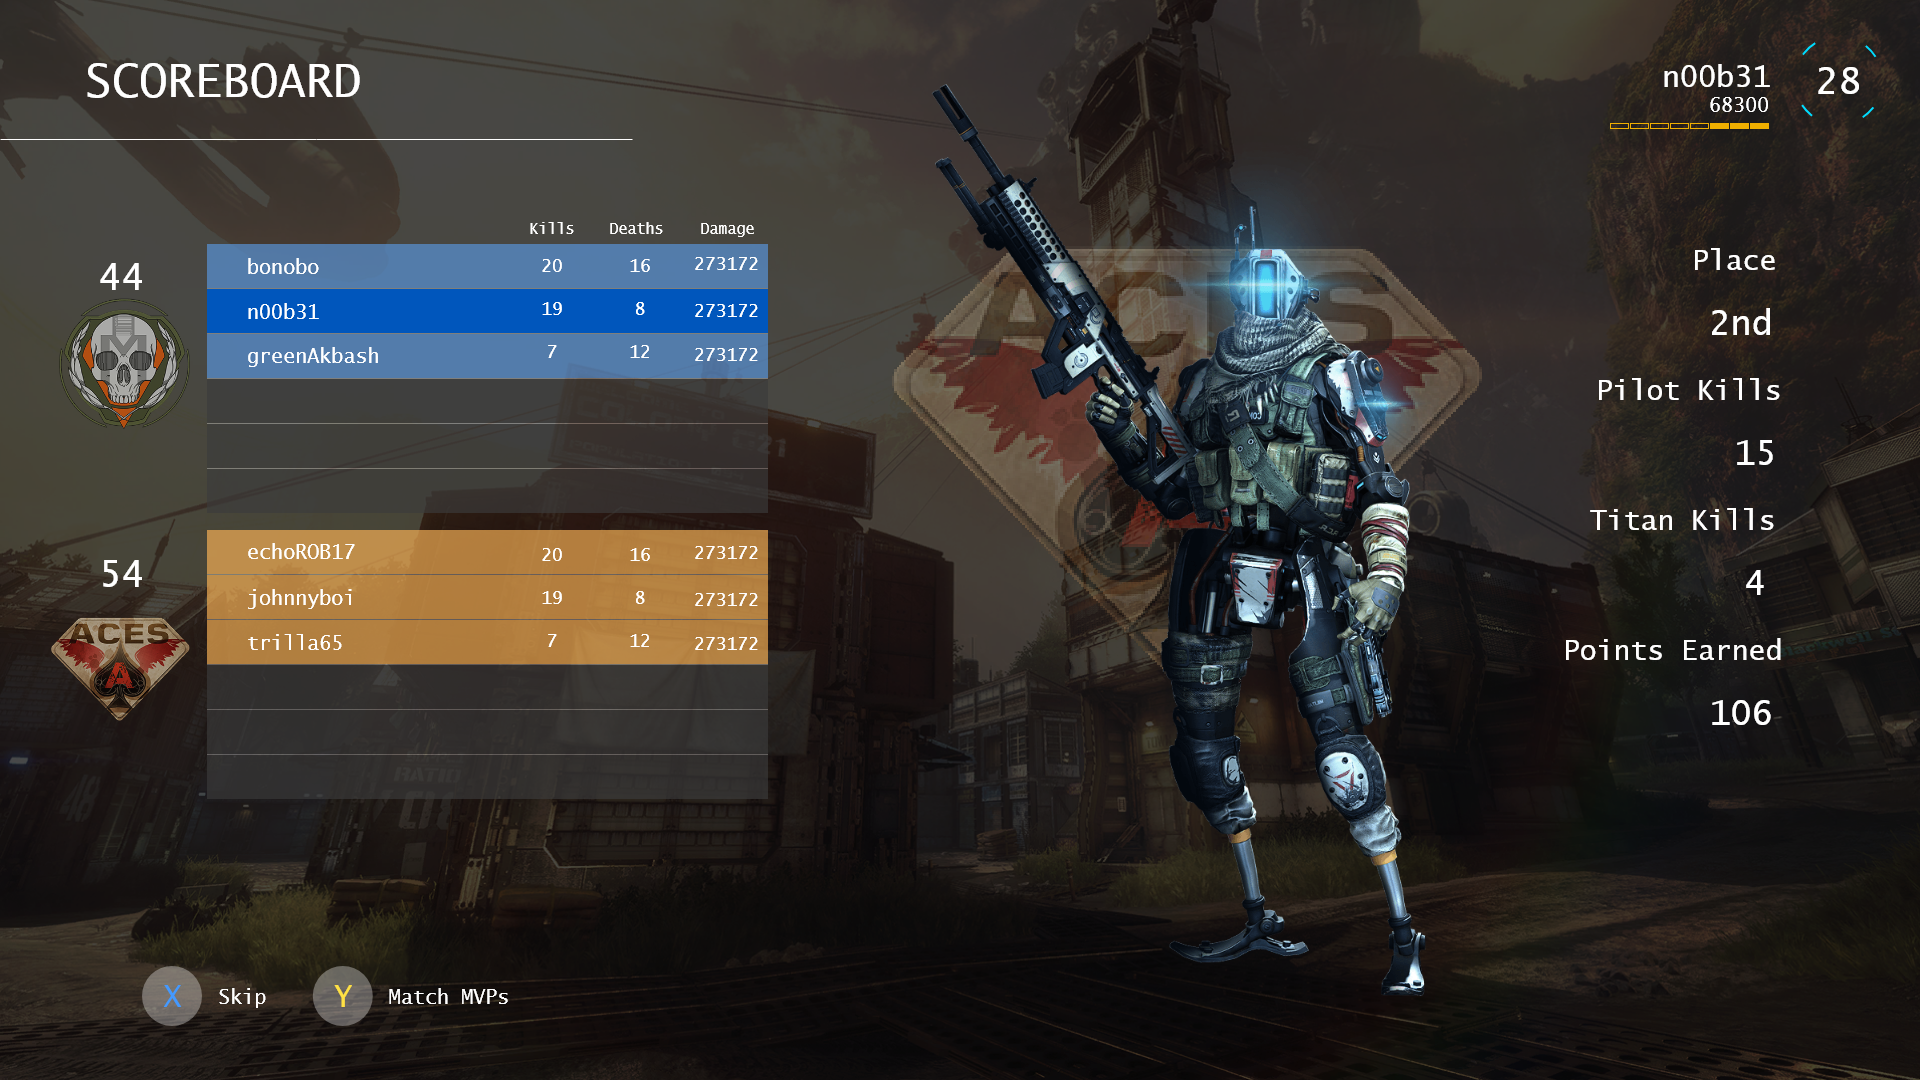 SCOREBOARD
n00b31
68300
28
Kills Deaths Damage
44
bonobo 20 16 273172
n00b31 19 8 273172
greenAkbash 7 12 273172
54
echoROB17 20 16 273172
johnnyboi 19 8 273172
trilla65 7 12 273172
ACES
A
ACES
Place
2nd
Pilot Kills
15
Titan Kills
4
Points Earned
106
X Skip Y Match MVPs